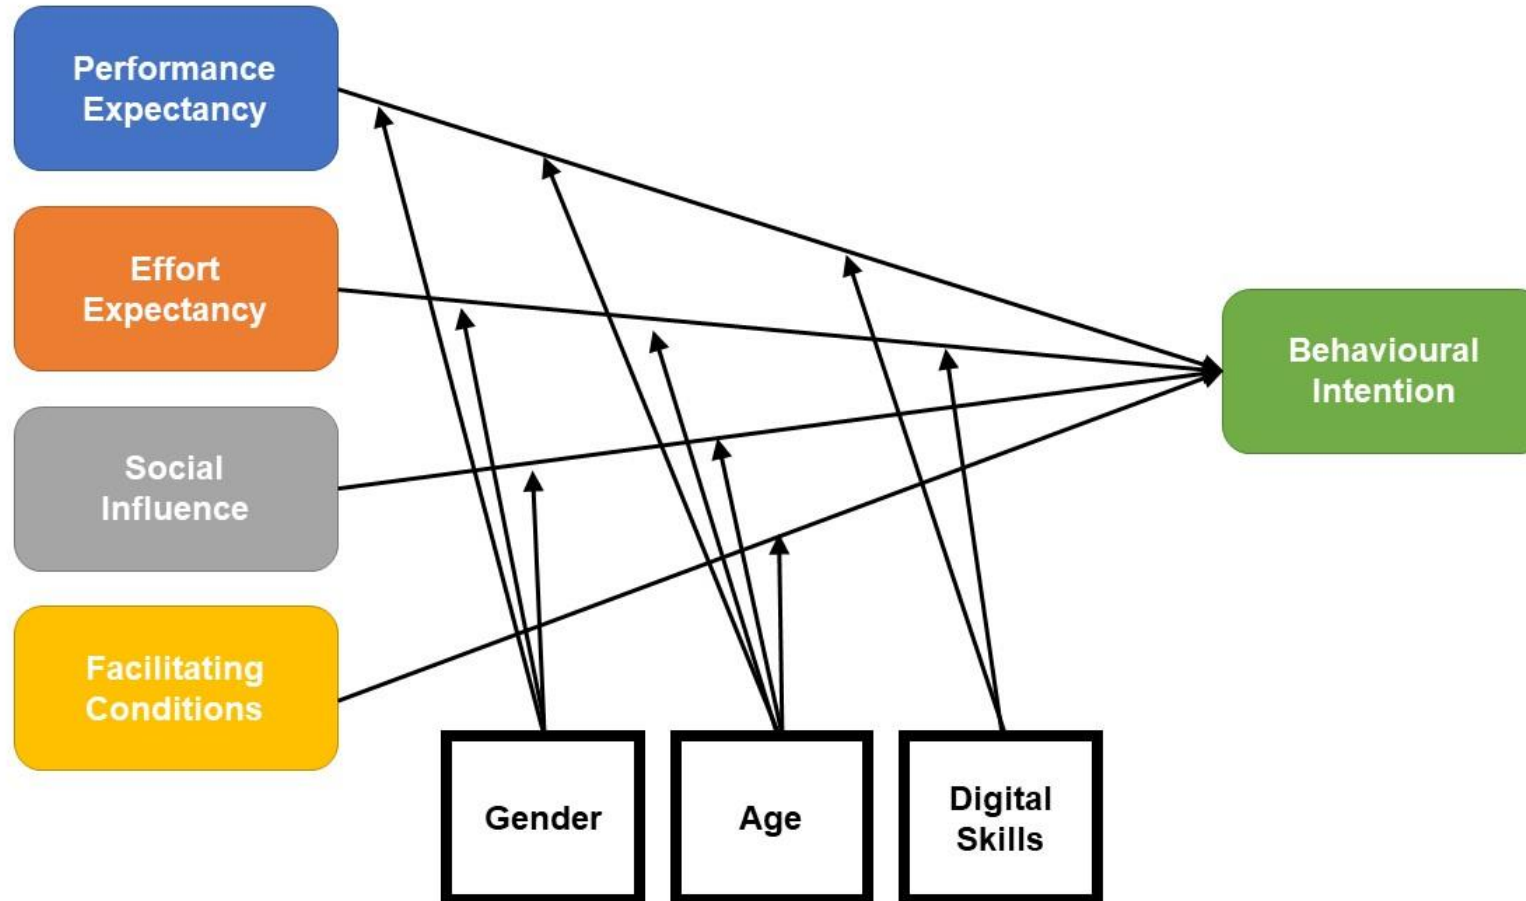 Performance
Expectancy
Effort
Expectancy
Social
Influence
Facilitating
Conditions
Behavioural
Intention
Gender
Age
Digital
Skills